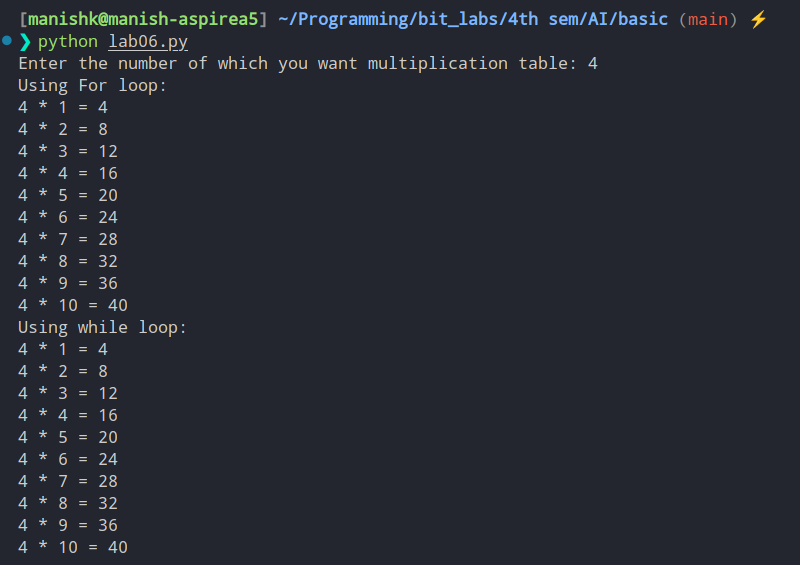 [manishk@manish-aspirea5] ~/Programming/bit_labs/4th sem/AI/basic (main) ⚡
❯ python lab06.py
Enter the number of which you want multiplication table: 4
Using For loop:
4 * 1 = 4
4 * 2 = 8
4 * 3 = 12
4 * 4 = 16
4 * 5 = 20
4 * 6 = 24
4 * 7 = 28
4 * 8 = 32
4 * 9 = 36
4 * 10 = 40
Using while loop:
4 * 1 = 4
4 * 2 = 8
4 * 3 = 12
4 * 4 = 16
4 * 5 = 20
4 * 6 = 24
4 * 7 = 28
4 * 8 = 32
4 * 9 = 36
4 * 10 = 40